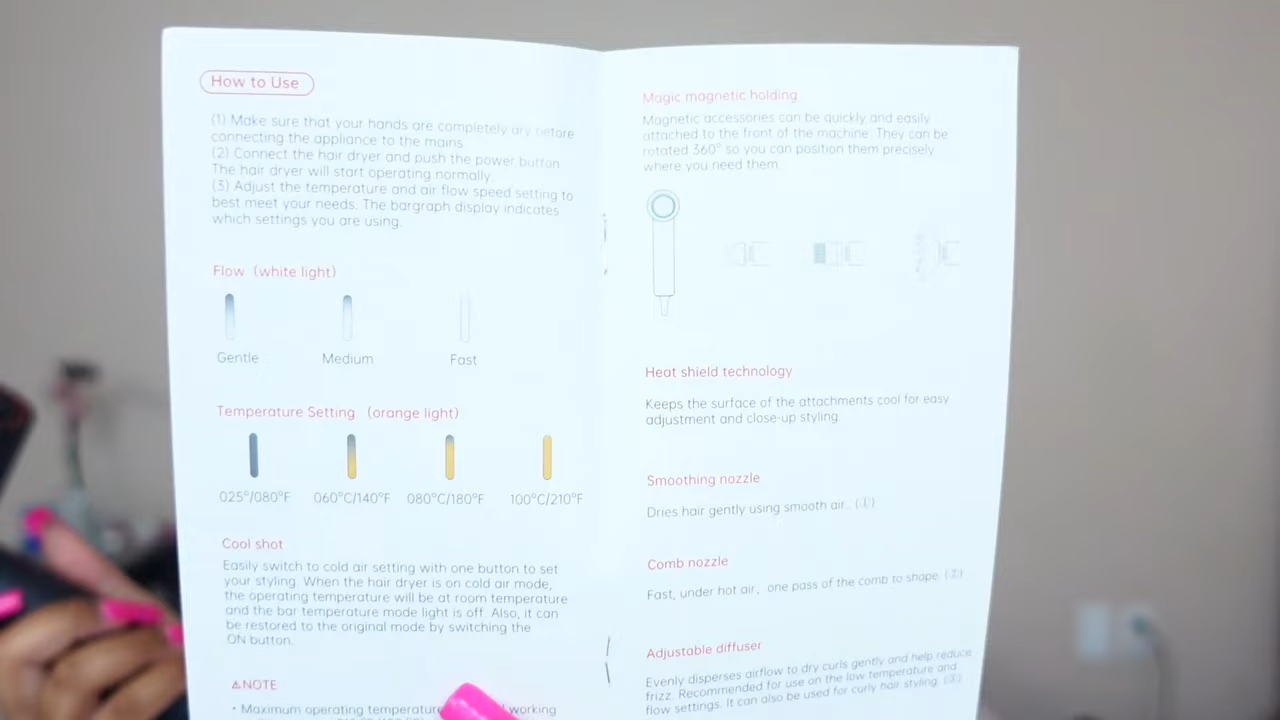 How to Use
(1) Make sure that your hands are completely dry before
connecting the appliance to the mains.
(2) Connect the hair dryer and push the power button.
The hair dryer will start operating normally.
(3) Adjust the temperature and air flow speed setting to
best meet your needs. The bargraph display indicates
which settings you are using.
Flow (white light)
Gentle Medium Fast
Temperature Setting (orange light)
025°/080°F 060°C/140°F 080°C/180°F 100°C/210°F
Cool shot
Easily switch to cold air setting with one button to set
your styling. When the hair dryer is on cold air mode,
the operating temperature will be at room temperature
and the bar temperature mode light is off. Also, it can
be restored to the original mode by switching the
ON button.
⚠NOTE
• Maximum operating temperature working
Magic magnetic holding
Magnetic accessories can be quickly and easily
attached to the front of the machine. They can be
rotated 360° so you can position them precisely
where you need them.
Heat shield technology
Keeps the surface of the attachments cool for easy
adjustment and close-up styling.
Smoothing nozzle
Dries hair gently using smooth air. (①)
Comb nozzle
Fast, under hot air, one pass of the comb to shape. (②)
Adjustable diffuser
Evenly disperses airflow to dry curls gently and help reduce
frizz. Recommended for use on the low temperature and
flow settings. It can also be used for curly hair styling. (③)